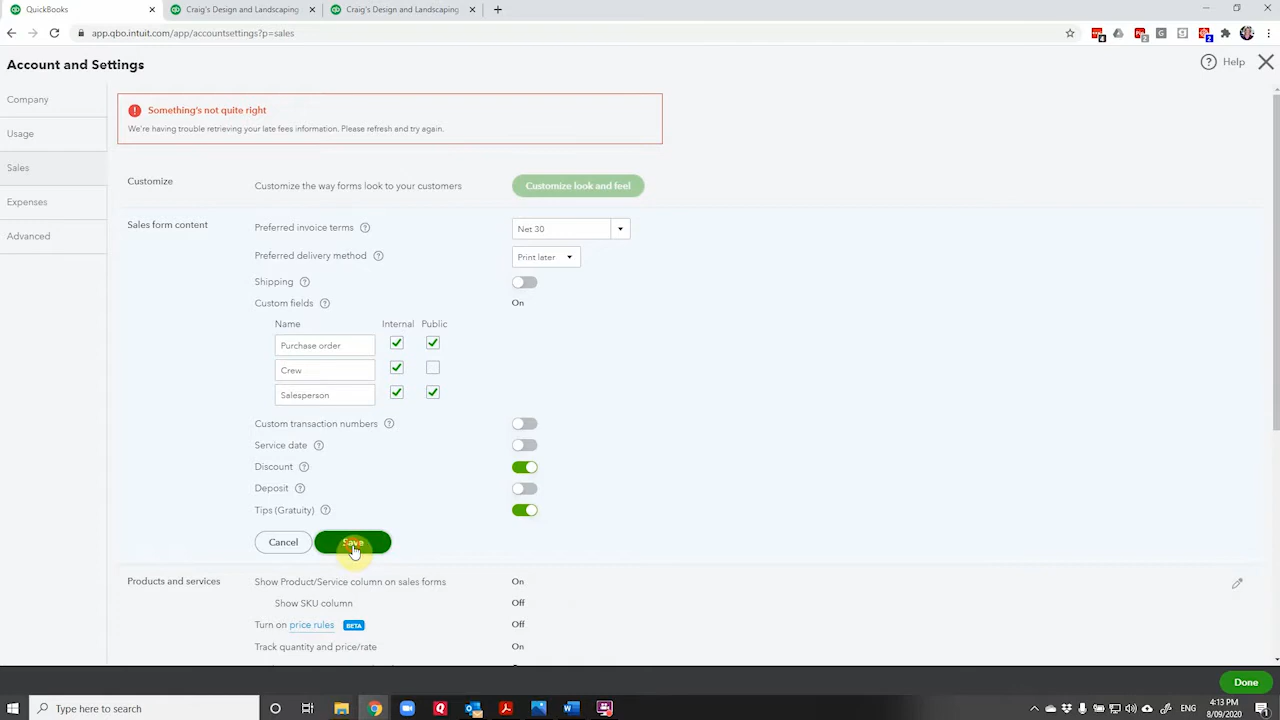 QuickBooks
Craig's Design and Landscaping
Craig's Design and Landscaping
app.qbo.intuit.com/app/accountsettings?p=sales
Account and Settings
Help
Company
Usage
Sales
Expenses
Advanced
Something's not quite right
We're having trouble retrieving your late fees information. Please refresh and try again.
Customize
Customize the way forms look to your customers
Customize look and feel
Sales form content
Preferred invoice terms
Net 30
Preferred delivery method
Print later
Shipping
Custom fields
On
Name Internal Public
Purchase order
Crew
Salesperson
Custom transaction numbers
Service date
Discount
Deposit
Tips (Gratuity)
Cancel
Save
Products and services
Show Product/Service column on sales forms
On
Show SKU column
Off
Turn on price rules BETA
Off
Track quantity and price/rate
On
Done
Type here to search
4:13 PM
8/09/2020